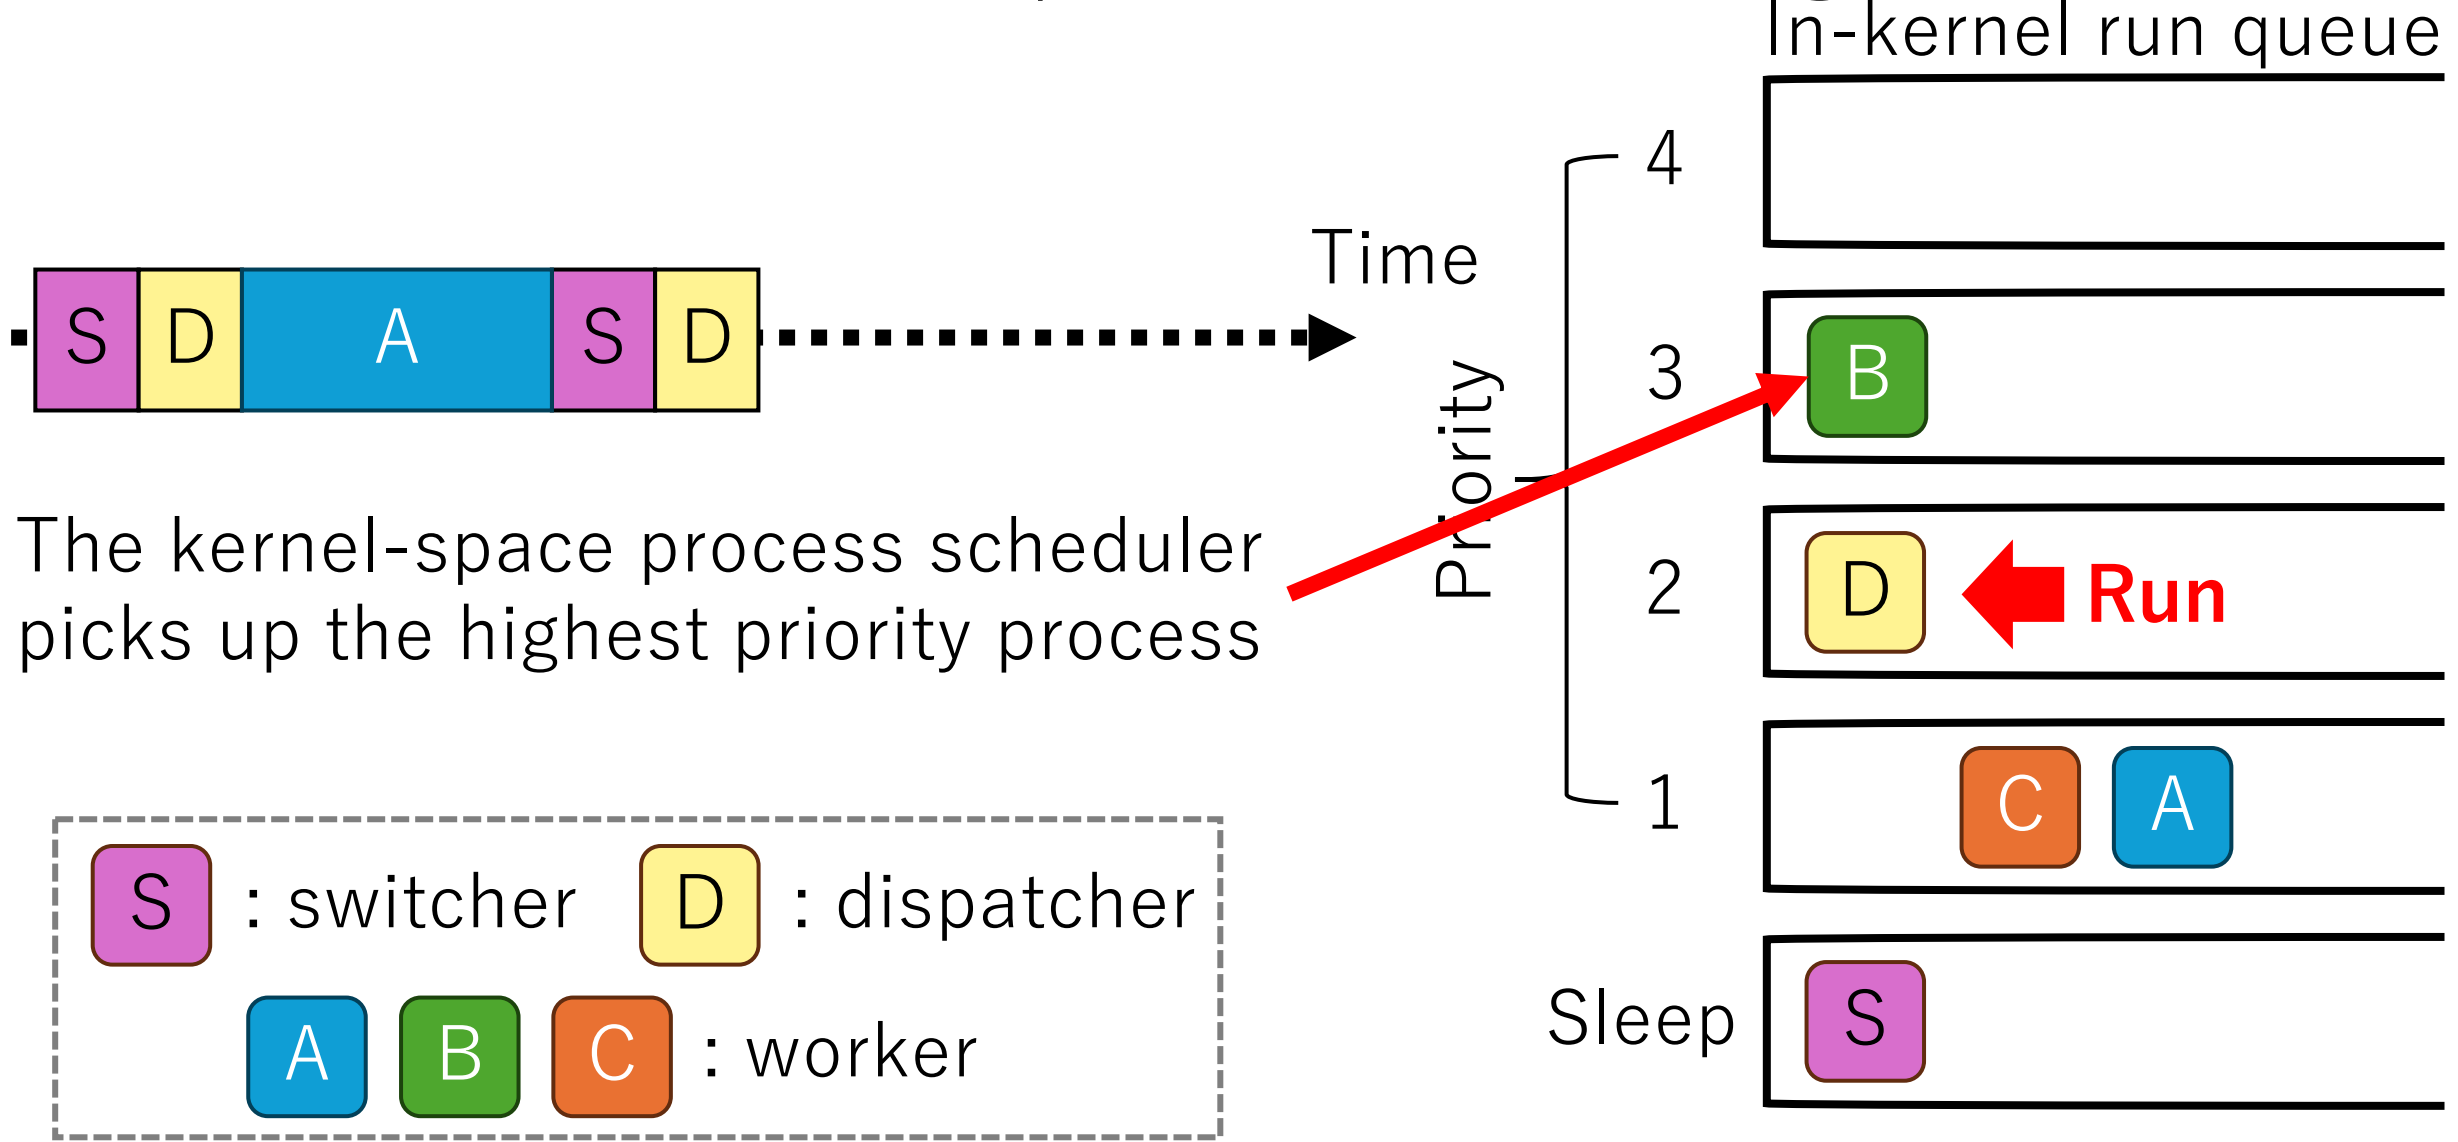 In-kernel run queue
4
Time
S D A S D
3
B
Priority
The kernel-space process scheduler
picks up the highest priority process
2
D
Run
1
C A
S : switcher D : dispatcher
A B C : worker
Sleep
S